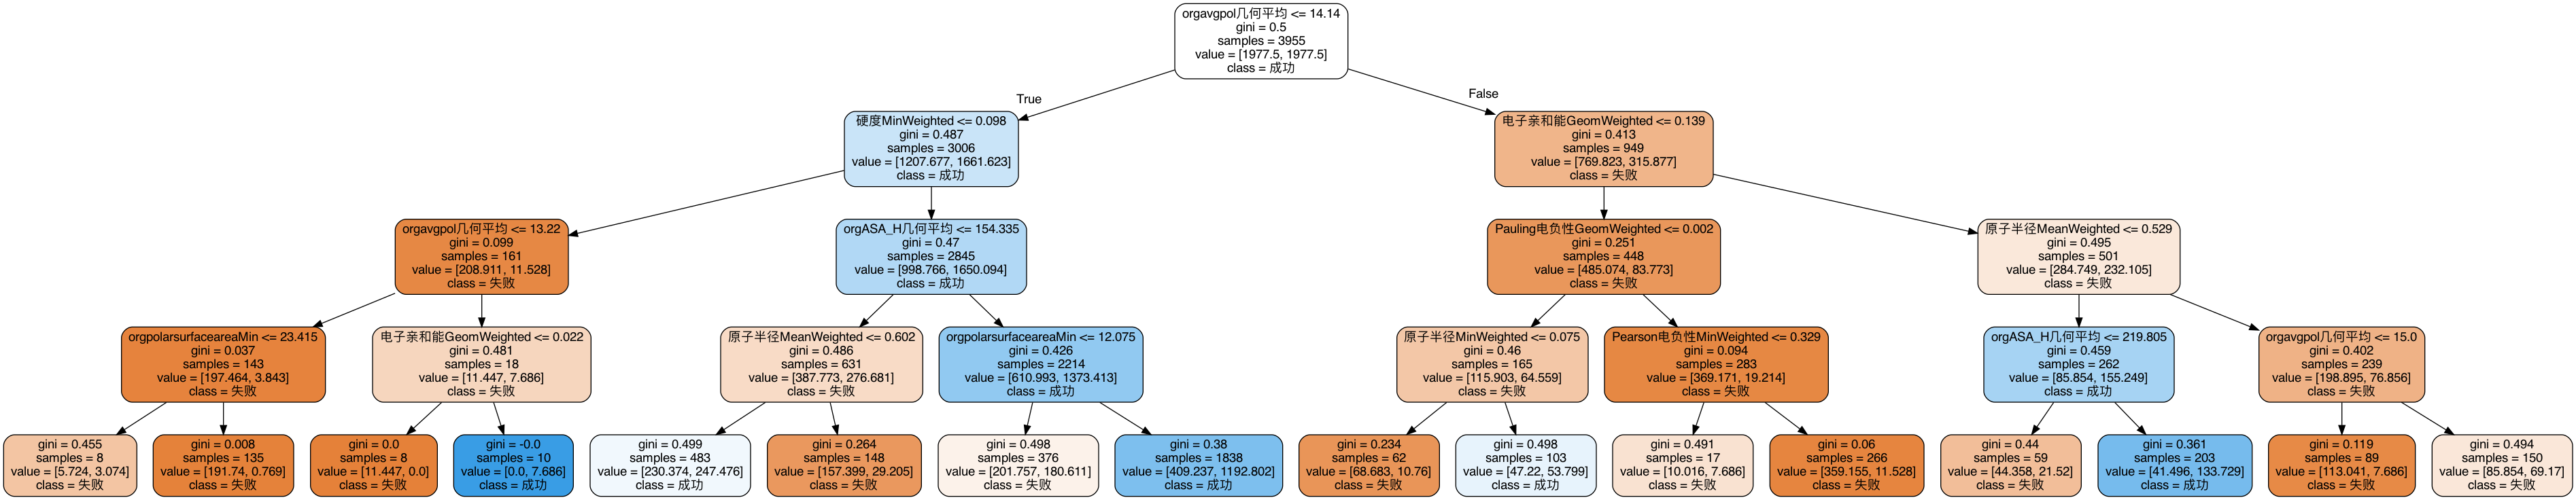 orgavgpol几何平均 <= 14.14
gini = 0.5
samples = 3955
value = [1977.5, 1977.5]
class = 成功
True
False
硬度MinWeighted <= 0.098
gini = 0.487
samples = 3006
value = [1207.677, 1661.623]
class = 成功
电子亲和能GeomWeighted <= 0.139
gini = 0.413
samples = 949
value = [769.823, 315.877]
class = 失败
orgavgpol几何平均 <= 13.22
gini = 0.099
samples = 161
value = [208.911, 11.528]
class = 失败
orgASA_H几何平均 <= 154.335
gini = 0.47
samples = 2845
value = [998.766, 1650.094]
class = 成功
Pauling电负性GeomWeighted <= 0.002
gini = 0.251
samples = 448
value = [485.074, 83.773]
class = 失败
原子半径MeanWeighted <= 0.529
gini = 0.495
samples = 501
value = [284.749, 232.105]
class = 失败
orgpolarsurfaceareaMin <= 23.415
gini = 0.037
samples = 143
value = [197.464, 3.843]
class = 失败
电子亲和能GeomWeighted <= 0.022
gini = 0.481
samples = 18
value = [11.447, 7.686]
class = 失败
原子半径MeanWeighted <= 0.602
gini = 0.486
samples = 631
value = [387.773, 276.681]
class = 失败
orgpolarsurfaceareaMin <= 12.075
gini = 0.426
samples = 2214
value = [610.993, 1373.413]
class = 成功
原子半径MinWeighted <= 0.075
gini = 0.46
samples = 165
value = [115.903, 64.559]
class = 失败
Pearson电负性MinWeighted <= 0.329
gini = 0.094
samples = 283
value = [369.171, 19.214]
class = 失败
orgASA_H几何平均 <= 219.805
gini = 0.459
samples = 262
value = [85.854, 155.249]
class = 成功
orgavgpol几何平均 <= 15.0
gini = 0.402
samples = 239
value = [198.895, 76.856]
class = 失败
gini = 0.455
samples = 8
value = [5.724, 3.074]
class = 失败
gini = 0.008
samples = 135
value = [191.74, 0.769]
class = 失败
gini = 0.0
samples = 8
value = [11.447, 0.0]
class = 失败
gini = -0.0
samples = 10
value = [0.0, 7.686]
class = 成功
gini = 0.499
samples = 483
value = [230.374, 247.476]
class = 成功
gini = 0.264
samples = 148
value = [157.399, 29.205]
class = 失败
gini = 0.498
samples = 376
value = [201.757, 180.611]
class = 失败
gini = 0.38
samples = 1838
value = [409.237, 1192.802]
class = 成功
gini = 0.234
samples = 62
value = [68.683, 10.76]
class = 失败
gini = 0.498
samples = 103
value = [47.22, 53.799]
class = 成功
gini = 0.491
samples = 17
value = [10.016, 7.686]
class = 失败
gini = 0.06
samples = 266
value = [359.155, 11.528]
class = 失败
gini = 0.44
samples = 59
value = [44.358, 21.52]
class = 失败
gini = 0.361
samples = 203
value = [41.496, 133.729]
class = 成功
gini = 0.119
samples = 89
value = [113.041, 7.686]
class = 失败
gini = 0.494
samples = 150
value = [85.854, 69.17]
class = 失败